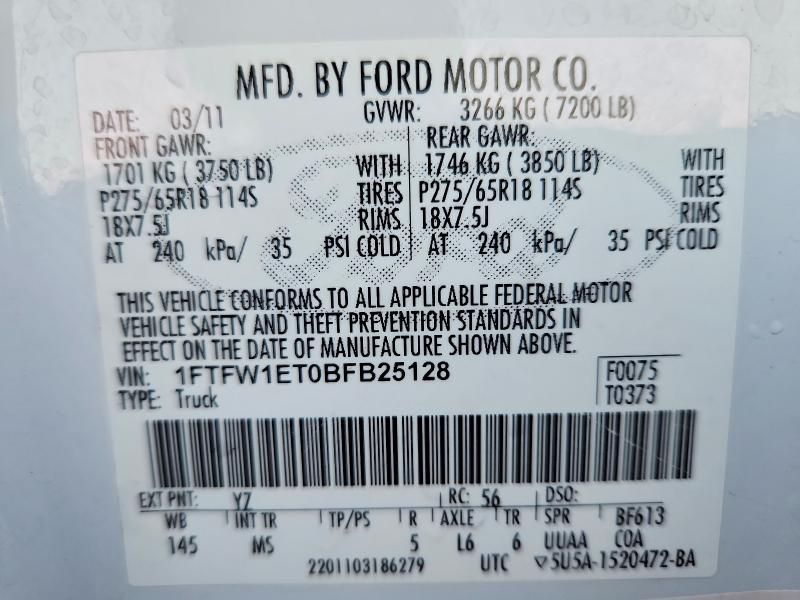 MFD. BY FORD MOTOR CO.
DATE: 03/11 GVWR: 3266 KG ( 7200 LB)
FRONT GAWR: REAR GAWR:
1701 KG ( 3750 LB) WITH 1746 KG ( 3850 LB) WITH
P275/65R18 114S TIRES P275/65R18 114S TIRES
18X7.5J RIMS 18X7.5J RIMS
AT 240 kPa/ 35 PSI COLD AT 240 kPa/ 35 PSI COLD
Ford
THIS VEHICLE CONFORMS TO ALL APPLICABLE FEDERAL MOTOR
VEHICLE SAFETY AND THEFT PREVENTION STANDARDS IN
EFFECT ON THE DATE OF MANUFACTURE SHOWN ABOVE.
VIN: 1FTFW1ET0BFB25128 F0075
TYPE: Truck T0373
EXT PNT: YZ RC: 56 DSO:
WB INT TR TP/PS R AXLE TR SPR BF613
145 MS 5 L6 6 UUAA COA
2201103186279 UTC ▽5U5A-1520472-BA